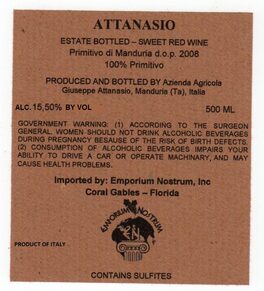 ATTANASIO
ESTATE BOTTLED – SWEET RED WINE
Primitivo di Manduria d.o.p. 2008
100% Primitivo
PRODUCED AND BOTTLED BY Azienda Agricola
Giuseppe Attanasio, Manduria (Ta), Italia
ALC. 15,50% BY VOL 500 ML
GOVERNMENT WARNING: (1) ACCORDING TO THE SURGEON
GENERAL, WOMEN SHOULD NOT DRINK ALCOHOLIC BEVERAGES
DURING PREGNANCY BECAUSE OF THE RISK OF BIRTH DEFECTS.
(2) CONSUMPTION OF ALCOHOLIC BEVERAGES IMPAIRS YOUR
ABILITY TO DRIVE A CAR OR OPERATE MACHINERY, AND MAY
CAUSE HEALTH PROBLEMS.
Imported by: Emporium Nostrum, Inc
Coral Gables – Florida
EMPORIUM NOSTRUM
EN
PRODUCT OF ITALY
CONTAINS SULFITES